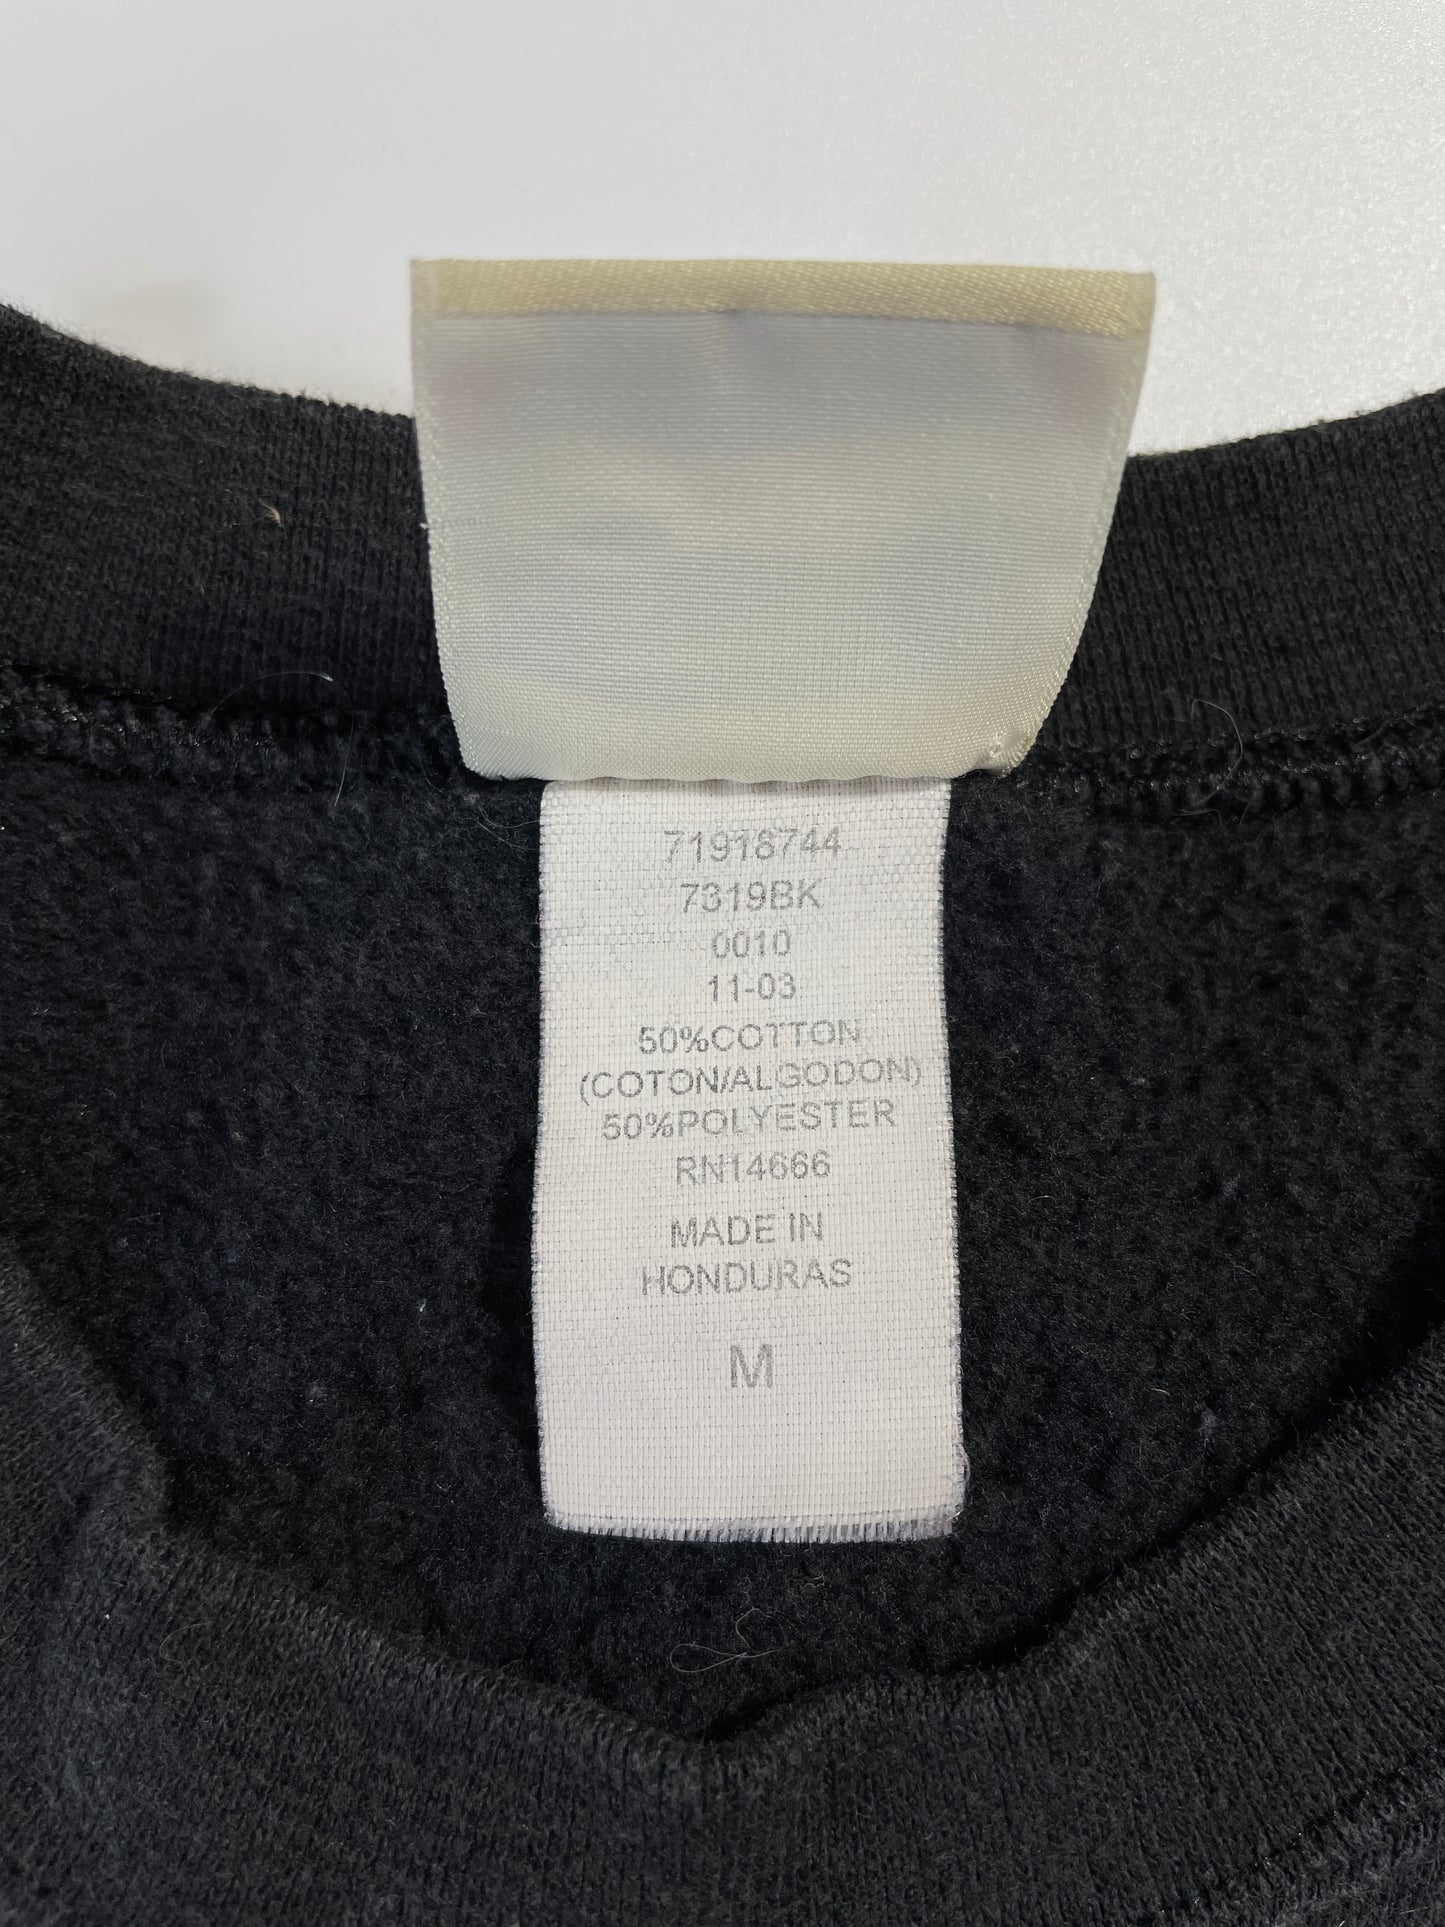 71918744
7319BK
0010
11-03
50%COTTON
(COTON/ALGODON)
50%POLYESTER
RN14666
MADE IN
HONDURAS
M